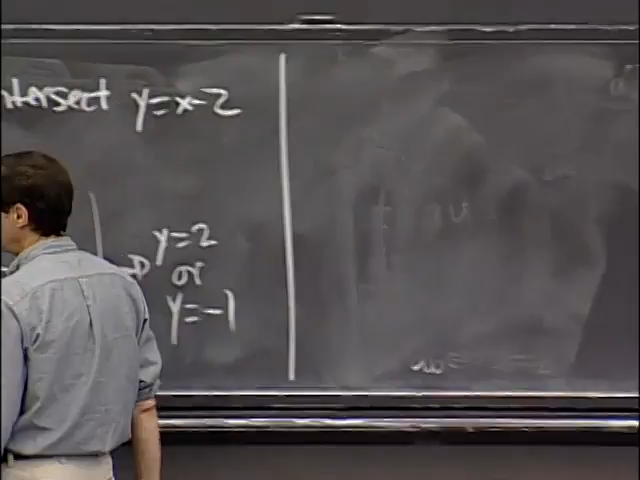 ntersect y=x-2
y=2
or
y=-1